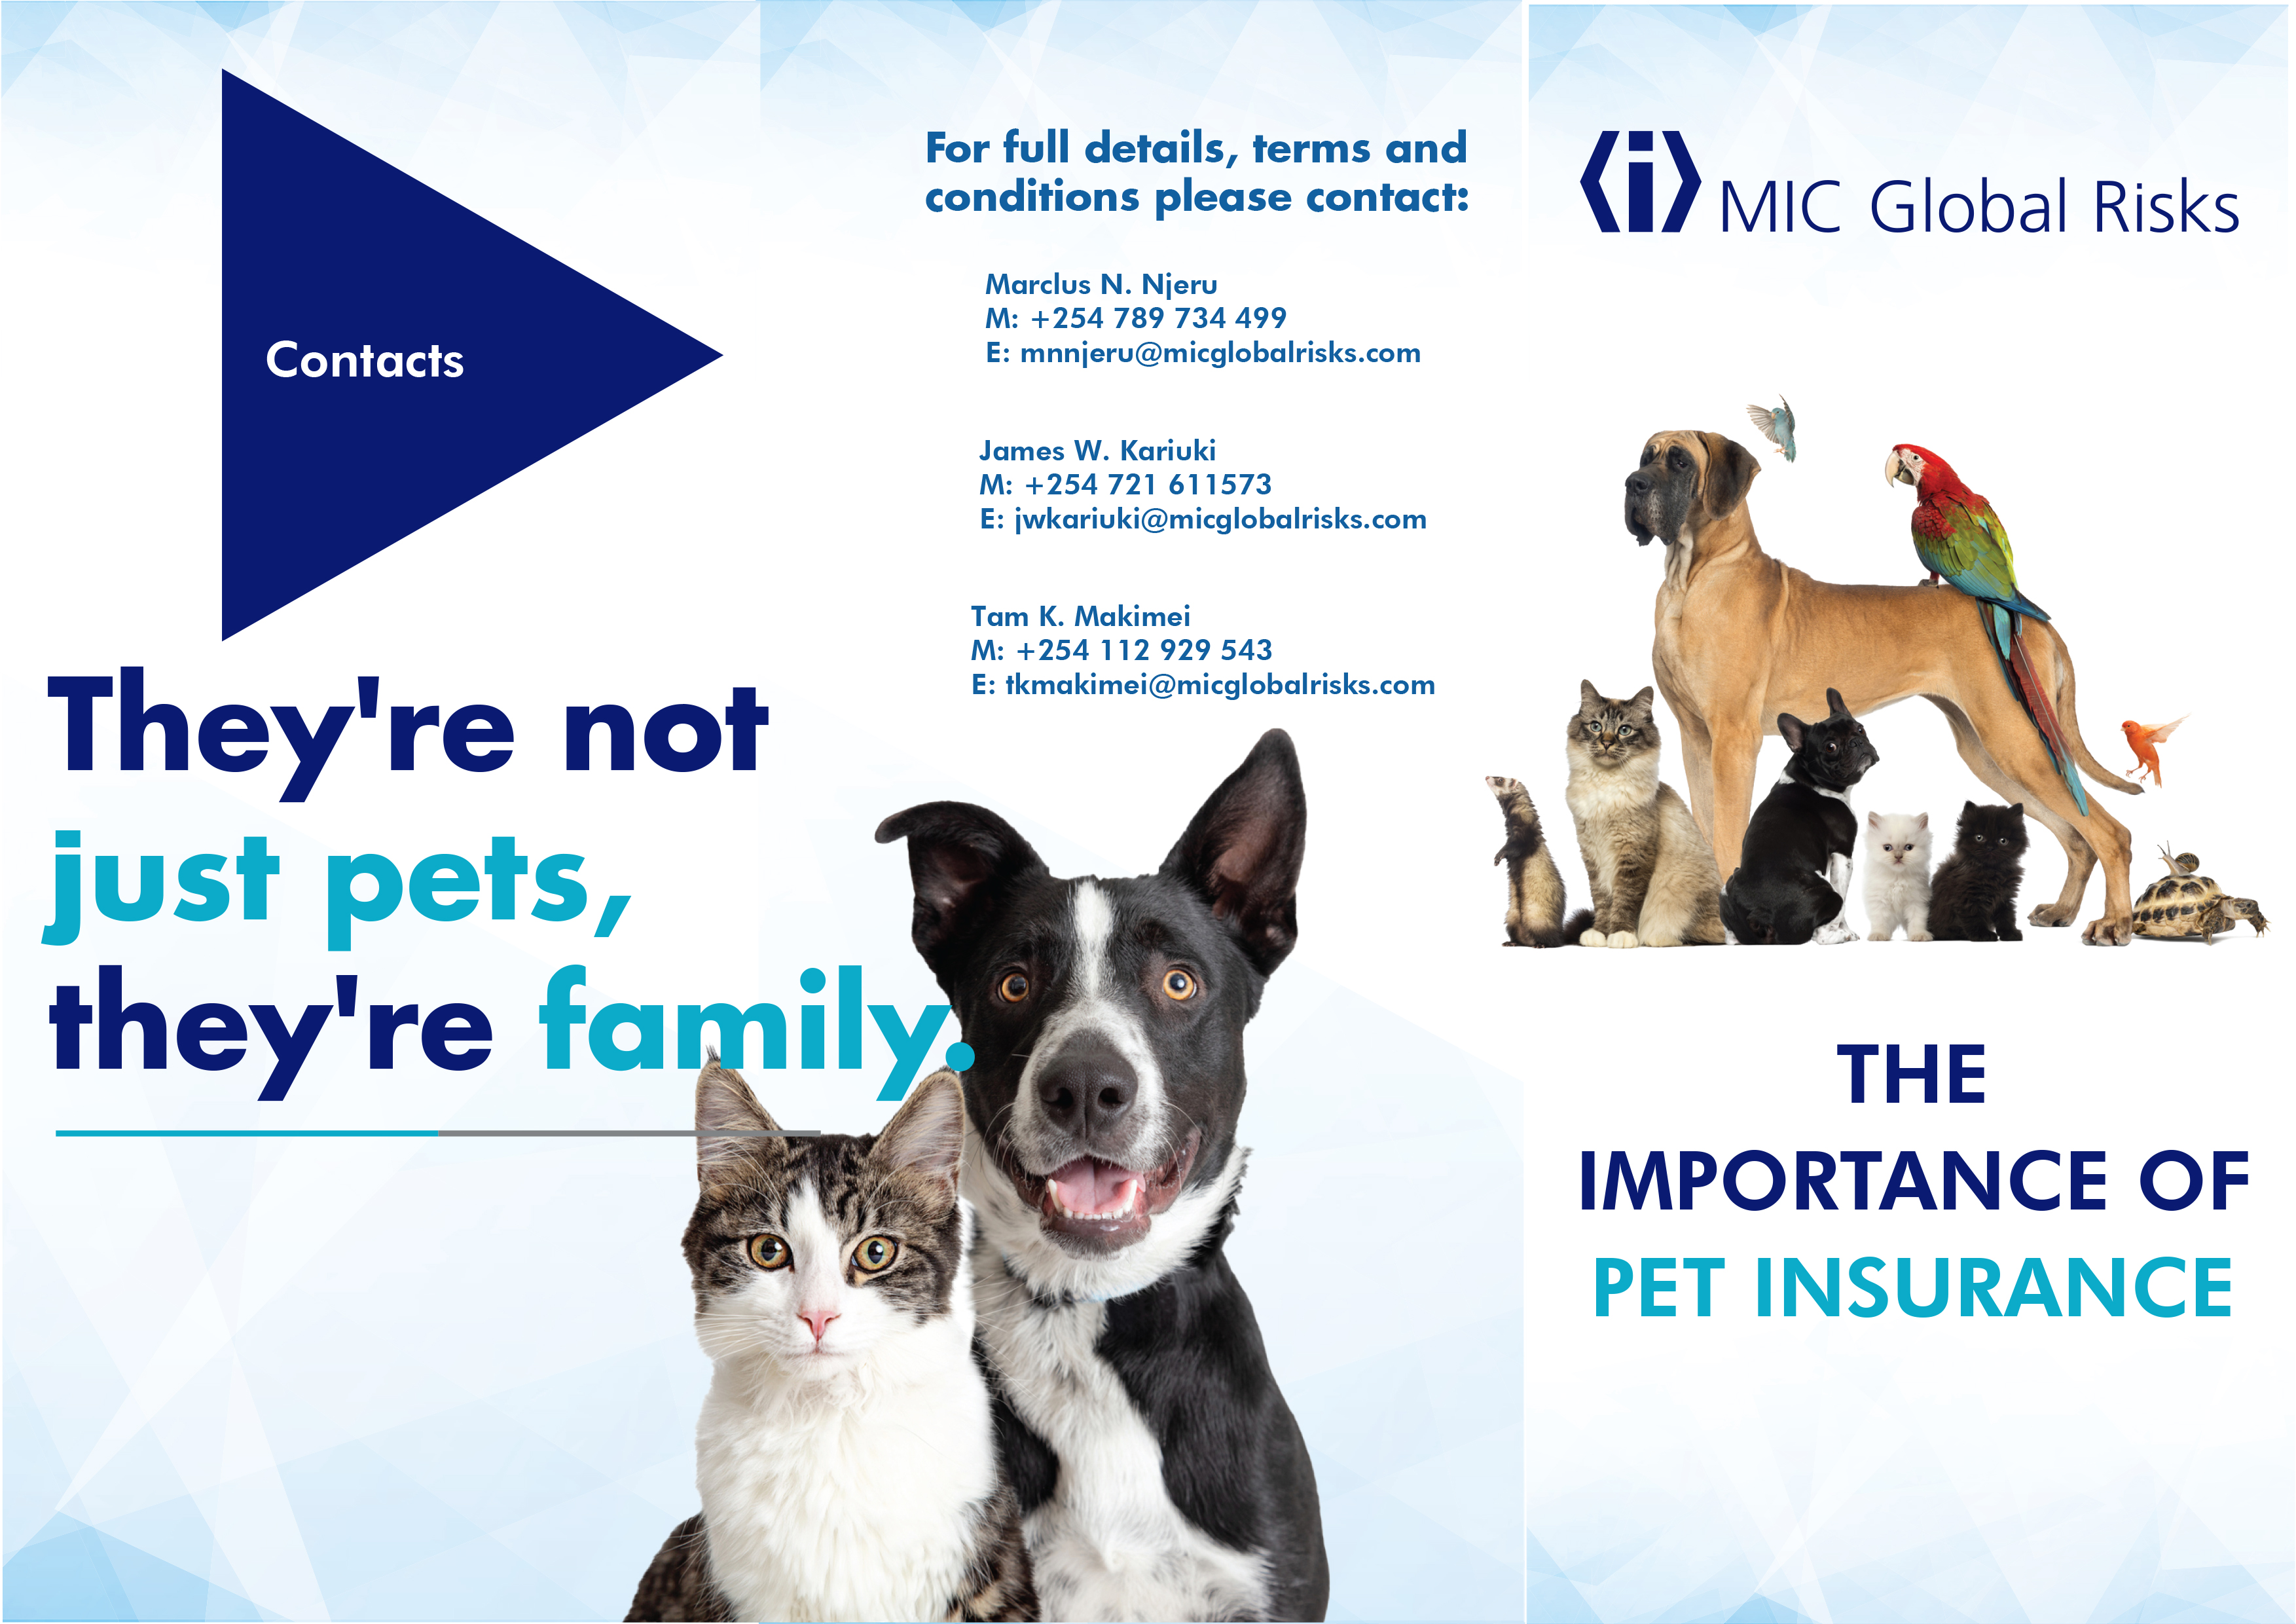 Contacts
They're not
just pets,
they're family.
For full details, terms and
conditions please contact:
Marclus N. Njeru
M: +254 789 734 499
E: mnnjeru@micglobalrisks.com
James W. Kariuki
M: +254 721 611573
E: jwkariuki@micglobalrisks.com
Tam K. Makimei
M: +254 112 929 543
E: tkmakimei@micglobalrisks.com
⟨i⟩ MIC Global Risks
THE
IMPORTANCE OF
PET INSURANCE